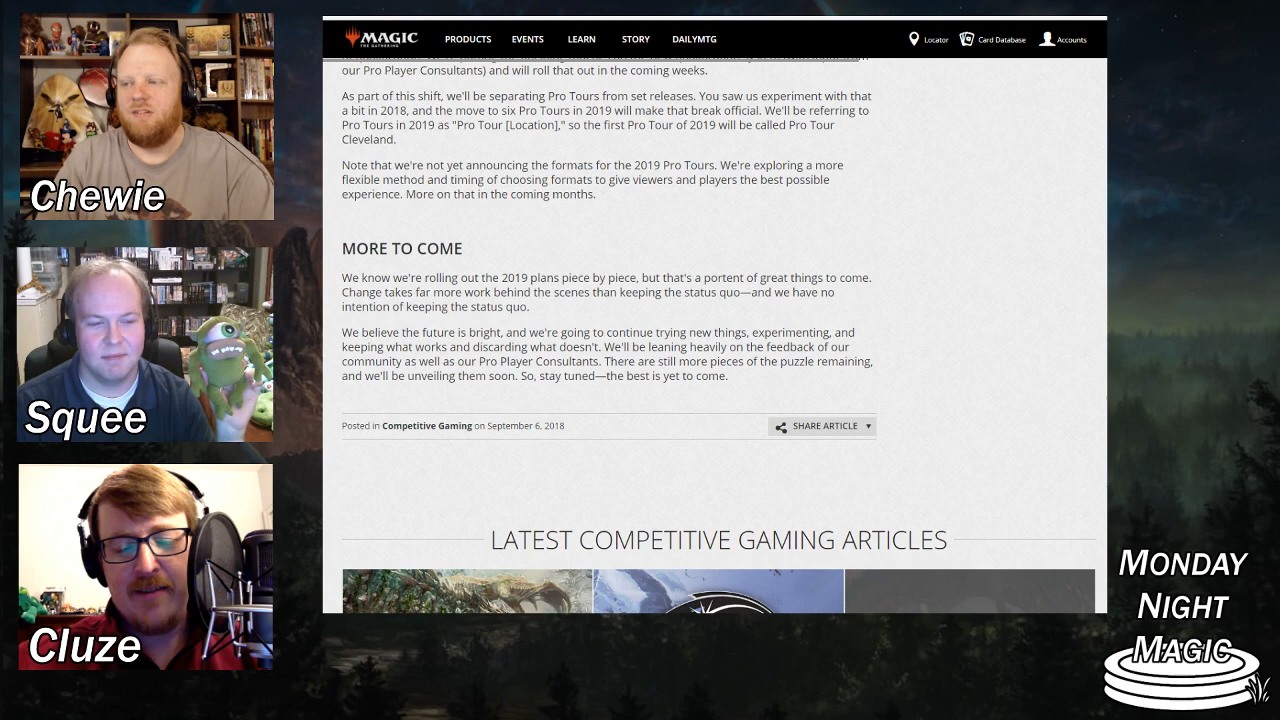 MAGIC
THE GATHERING
PRODUCTS
EVENTS
LEARN
STORY
DAILYMTG
Locator
Card Database
Accounts
our Pro Player Consultants) and will roll that out in the coming weeks.
As part of this shift, we'll be separating Pro Tours from set releases. You saw us experiment with that
a bit in 2018, and the move to six Pro Tours in 2019 will make that break official. We'll be referring to
Pro Tours in 2019 as "Pro Tour [Location]," so the first Pro Tour of 2019 will be called Pro Tour
Cleveland.
Note that we're not yet announcing the formats for the 2019 Pro Tours. We're exploring a more
flexible method and timing of choosing formats to give viewers and players the best possible
experience. More on that in the coming months.
MORE TO COME
We know we're rolling out the 2019 plans piece by piece, but that's a portent of great things to come.
Change takes far more work behind the scenes than keeping the status quo—and we have no
intention of keeping the status quo.
We believe the future is bright, and we're going to continue trying new things, experimenting, and
keeping what works and discarding what doesn't. We'll be leaning heavily on the feedback of our
community as well as our Pro Player Consultants. There are still more pieces of the puzzle remaining,
and we'll be unveiling them soon. So, stay tuned—the best is yet to come.
Posted in Competitive Gaming on September 6, 2018
SHARE ARTICLE
LATEST COMPETITIVE GAMING ARTICLES
Chewie
Squee
Cluze
MONDAY
NIGHT
MAGIC